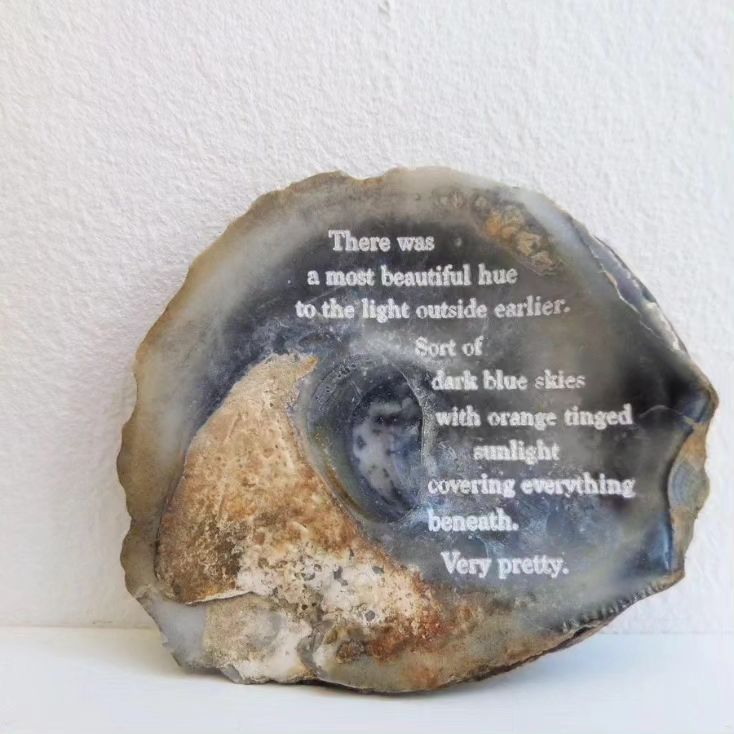 There was
a most beautiful hue
to the light outside earlier.
Sort of
dark blue skies
with orange tinged
sunlight
covering everything
beneath.
Very pretty.